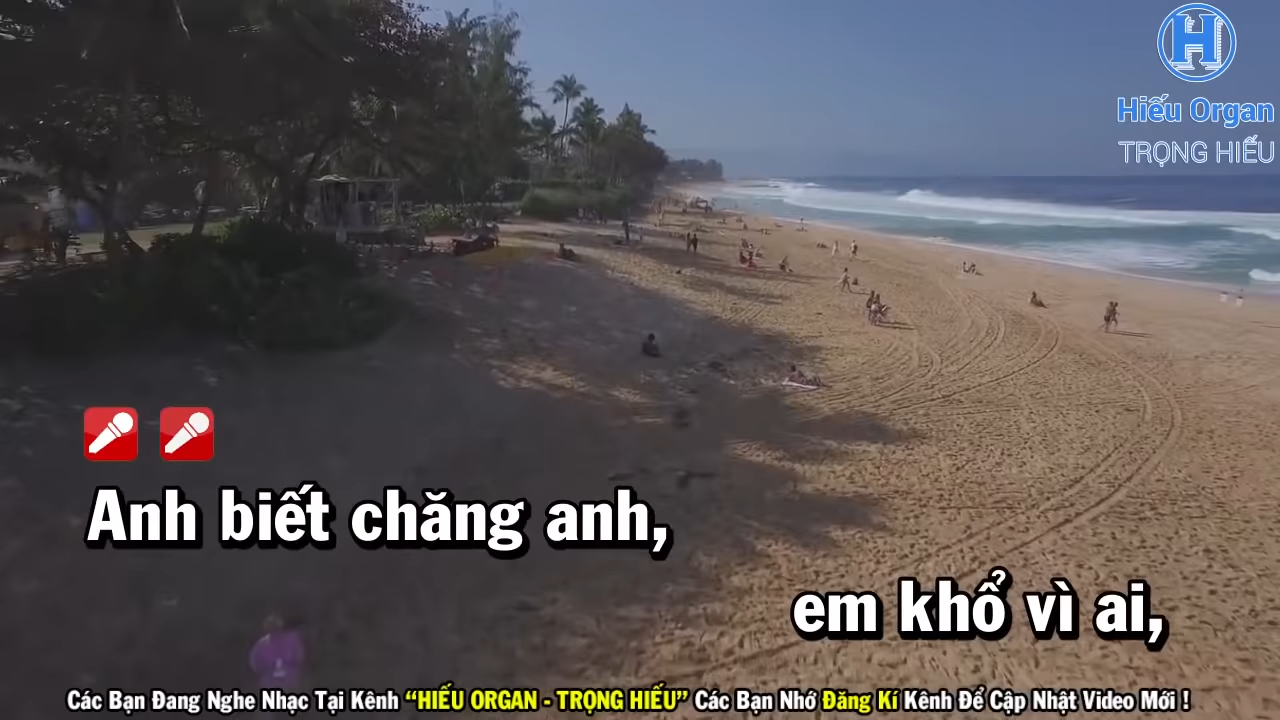 H
Hiếu Organ
TRỌNG HIẾU
Anh biết chăng anh,
em khổ vì ai,
Các Bạn Đang Nghe Nhạc Tại Kênh “HIẾU ORGAN - TRỌNG HIẾU” Các Bạn Nhớ Đăng Kí Kênh Để Cập Nhật Video Mới !